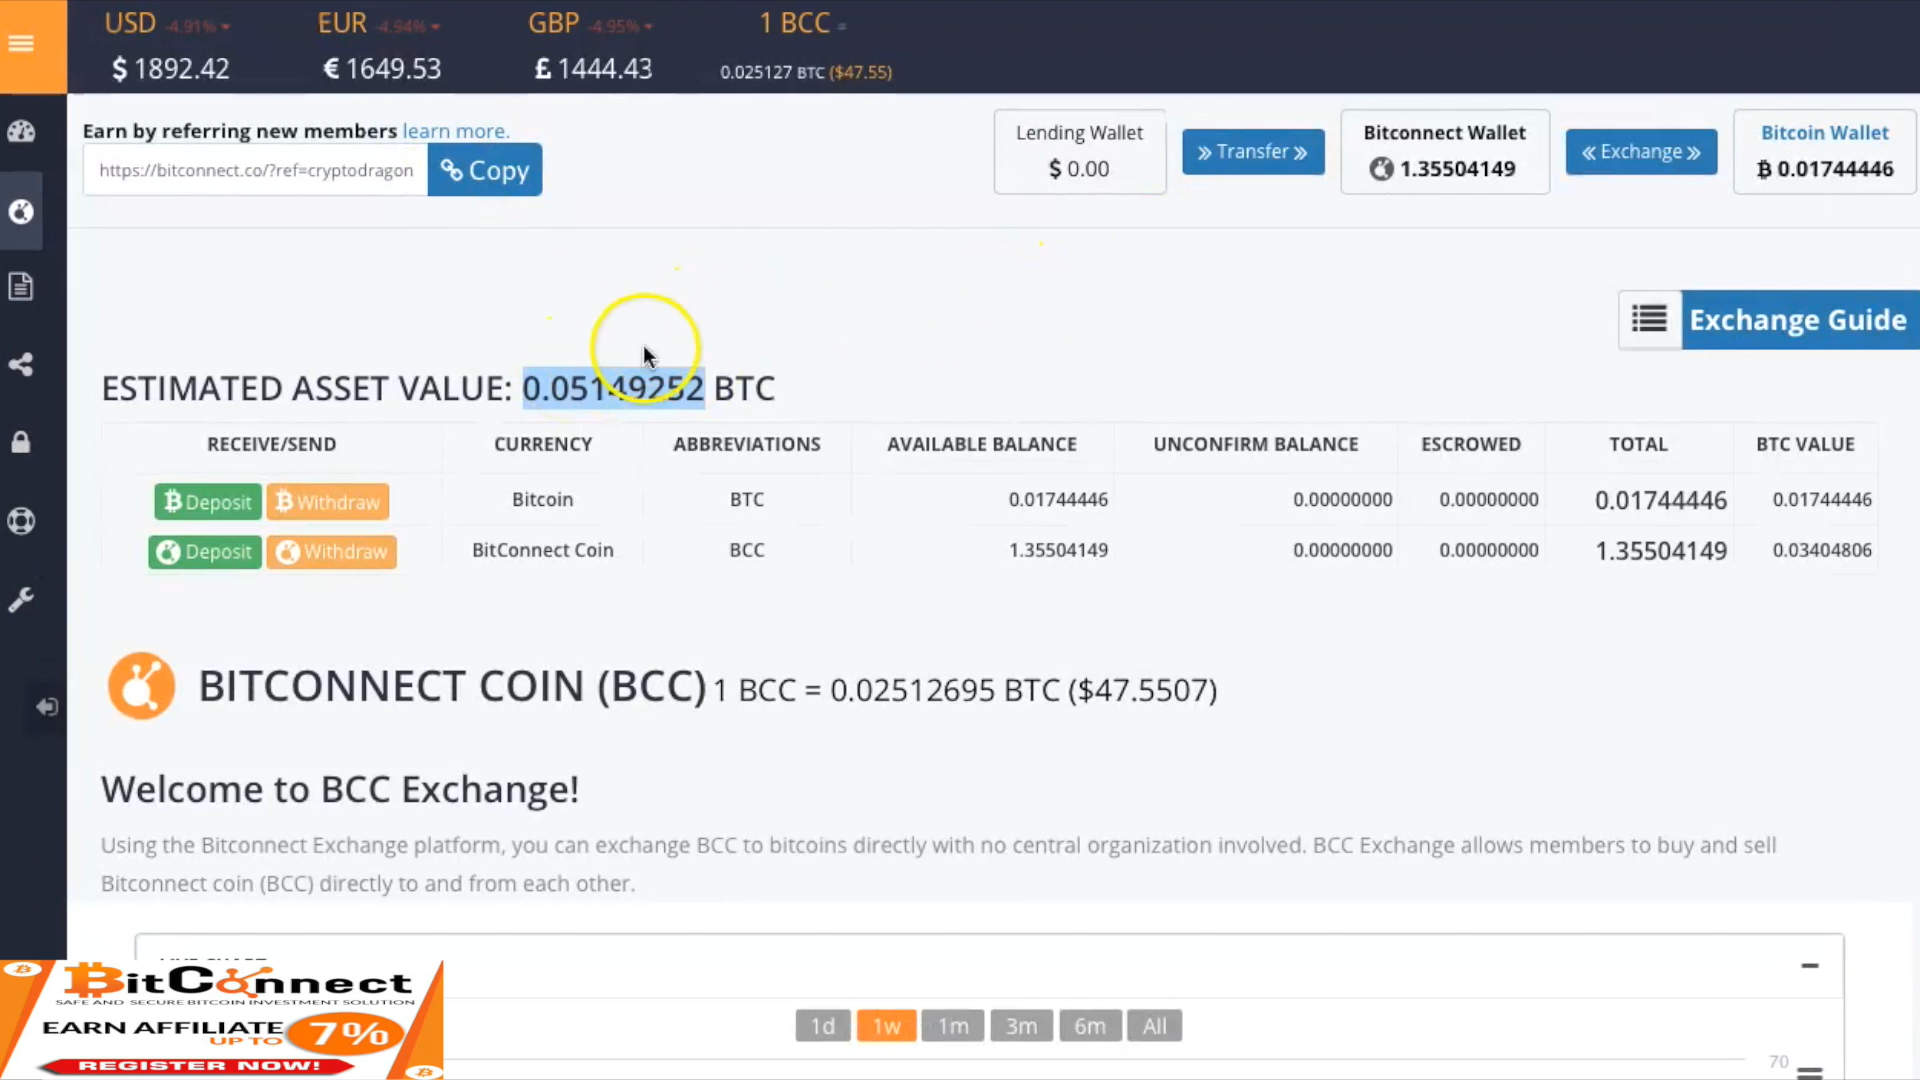 USD -4.91% EUR -4.94% GBP -4.95% 1 BCC =
$ 1892.42 € 1649.53 £ 1444.43 0.025127 BTC ($47.55)
Earn by referring new members learn more.
https://bitconnect.co/?ref=cryptodragon Copy
Lending Wallet
$ 0.00
Transfer
Bitconnect Wallet
1.35504149
Exchange
Bitcoin Wallet
0.01744446
Exchange Guide
ESTIMATED ASSET VALUE: 0.05149252 BTC
RECEIVE/SEND CURRENCY ABBREVIATIONS AVAILABLE BALANCE UNCONFIRM BALANCE ESCROWED TOTAL BTC VALUE
Deposit Withdraw Bitcoin BTC 0.01744446 0.00000000 0.00000000 0.01744446 0.01744446
Deposit Withdraw BitConnect Coin BCC 1.35504149 0.00000000 0.00000000 1.35504149 0.03404806
BITCONNECT COIN (BCC) 1 BCC = 0.02512695 BTC ($47.5507)
Welcome to BCC Exchange!
Using the Bitconnect Exchange platform, you can exchange BCC to bitcoins directly with no central organization involved. BCC Exchange allows members to buy and sell
Bitconnect coin (BCC) directly to and from each other.
1d 1w 1m 3m 6m All
70
BitConnect
SAFE AND SECURE BITCOIN INVESTMENT SOLUTION
EARN AFFILIATE
UP TO 7%
REGISTER NOW!